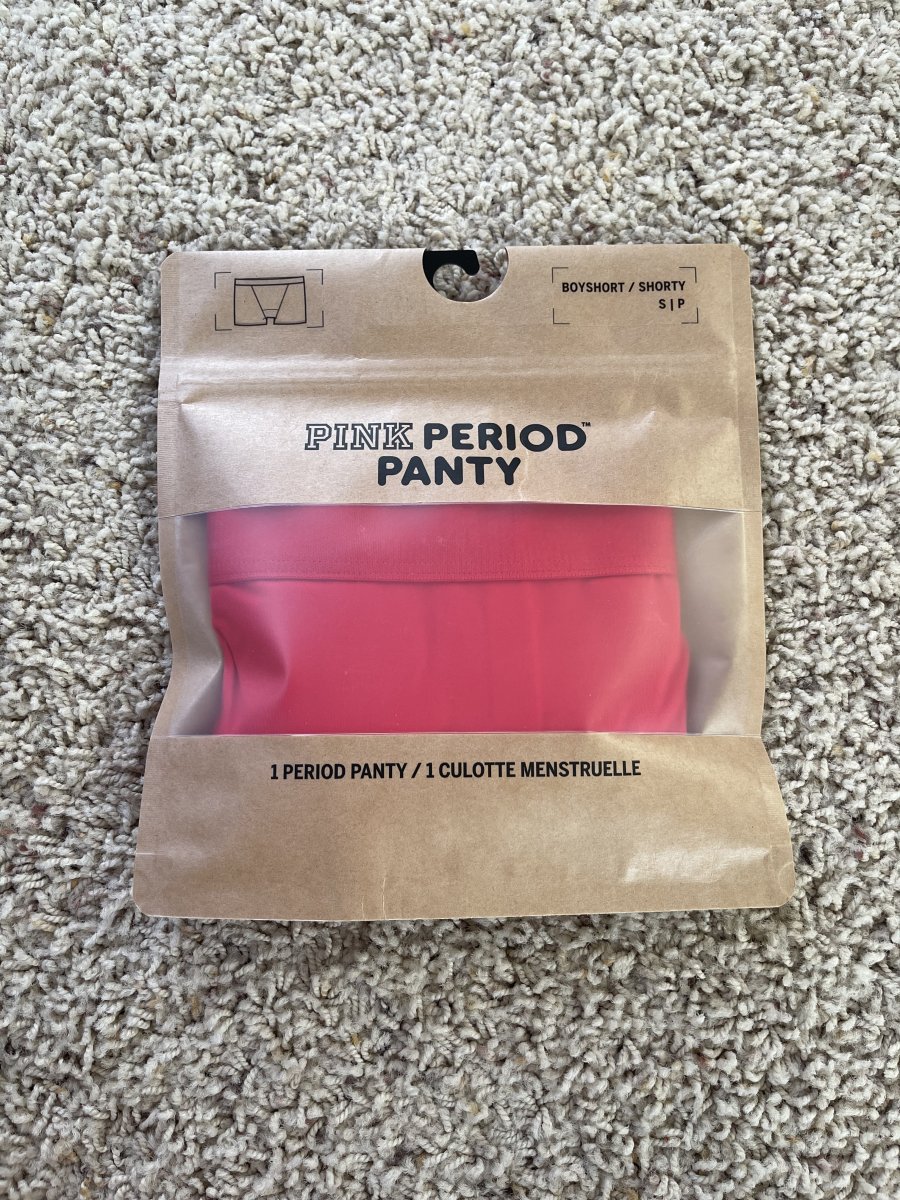 BOYSHORT / SHORTY
S | P
PINK PERIOD™
PANTY
1 PERIOD PANTY / 1 CULOTTE MENSTRUELLE